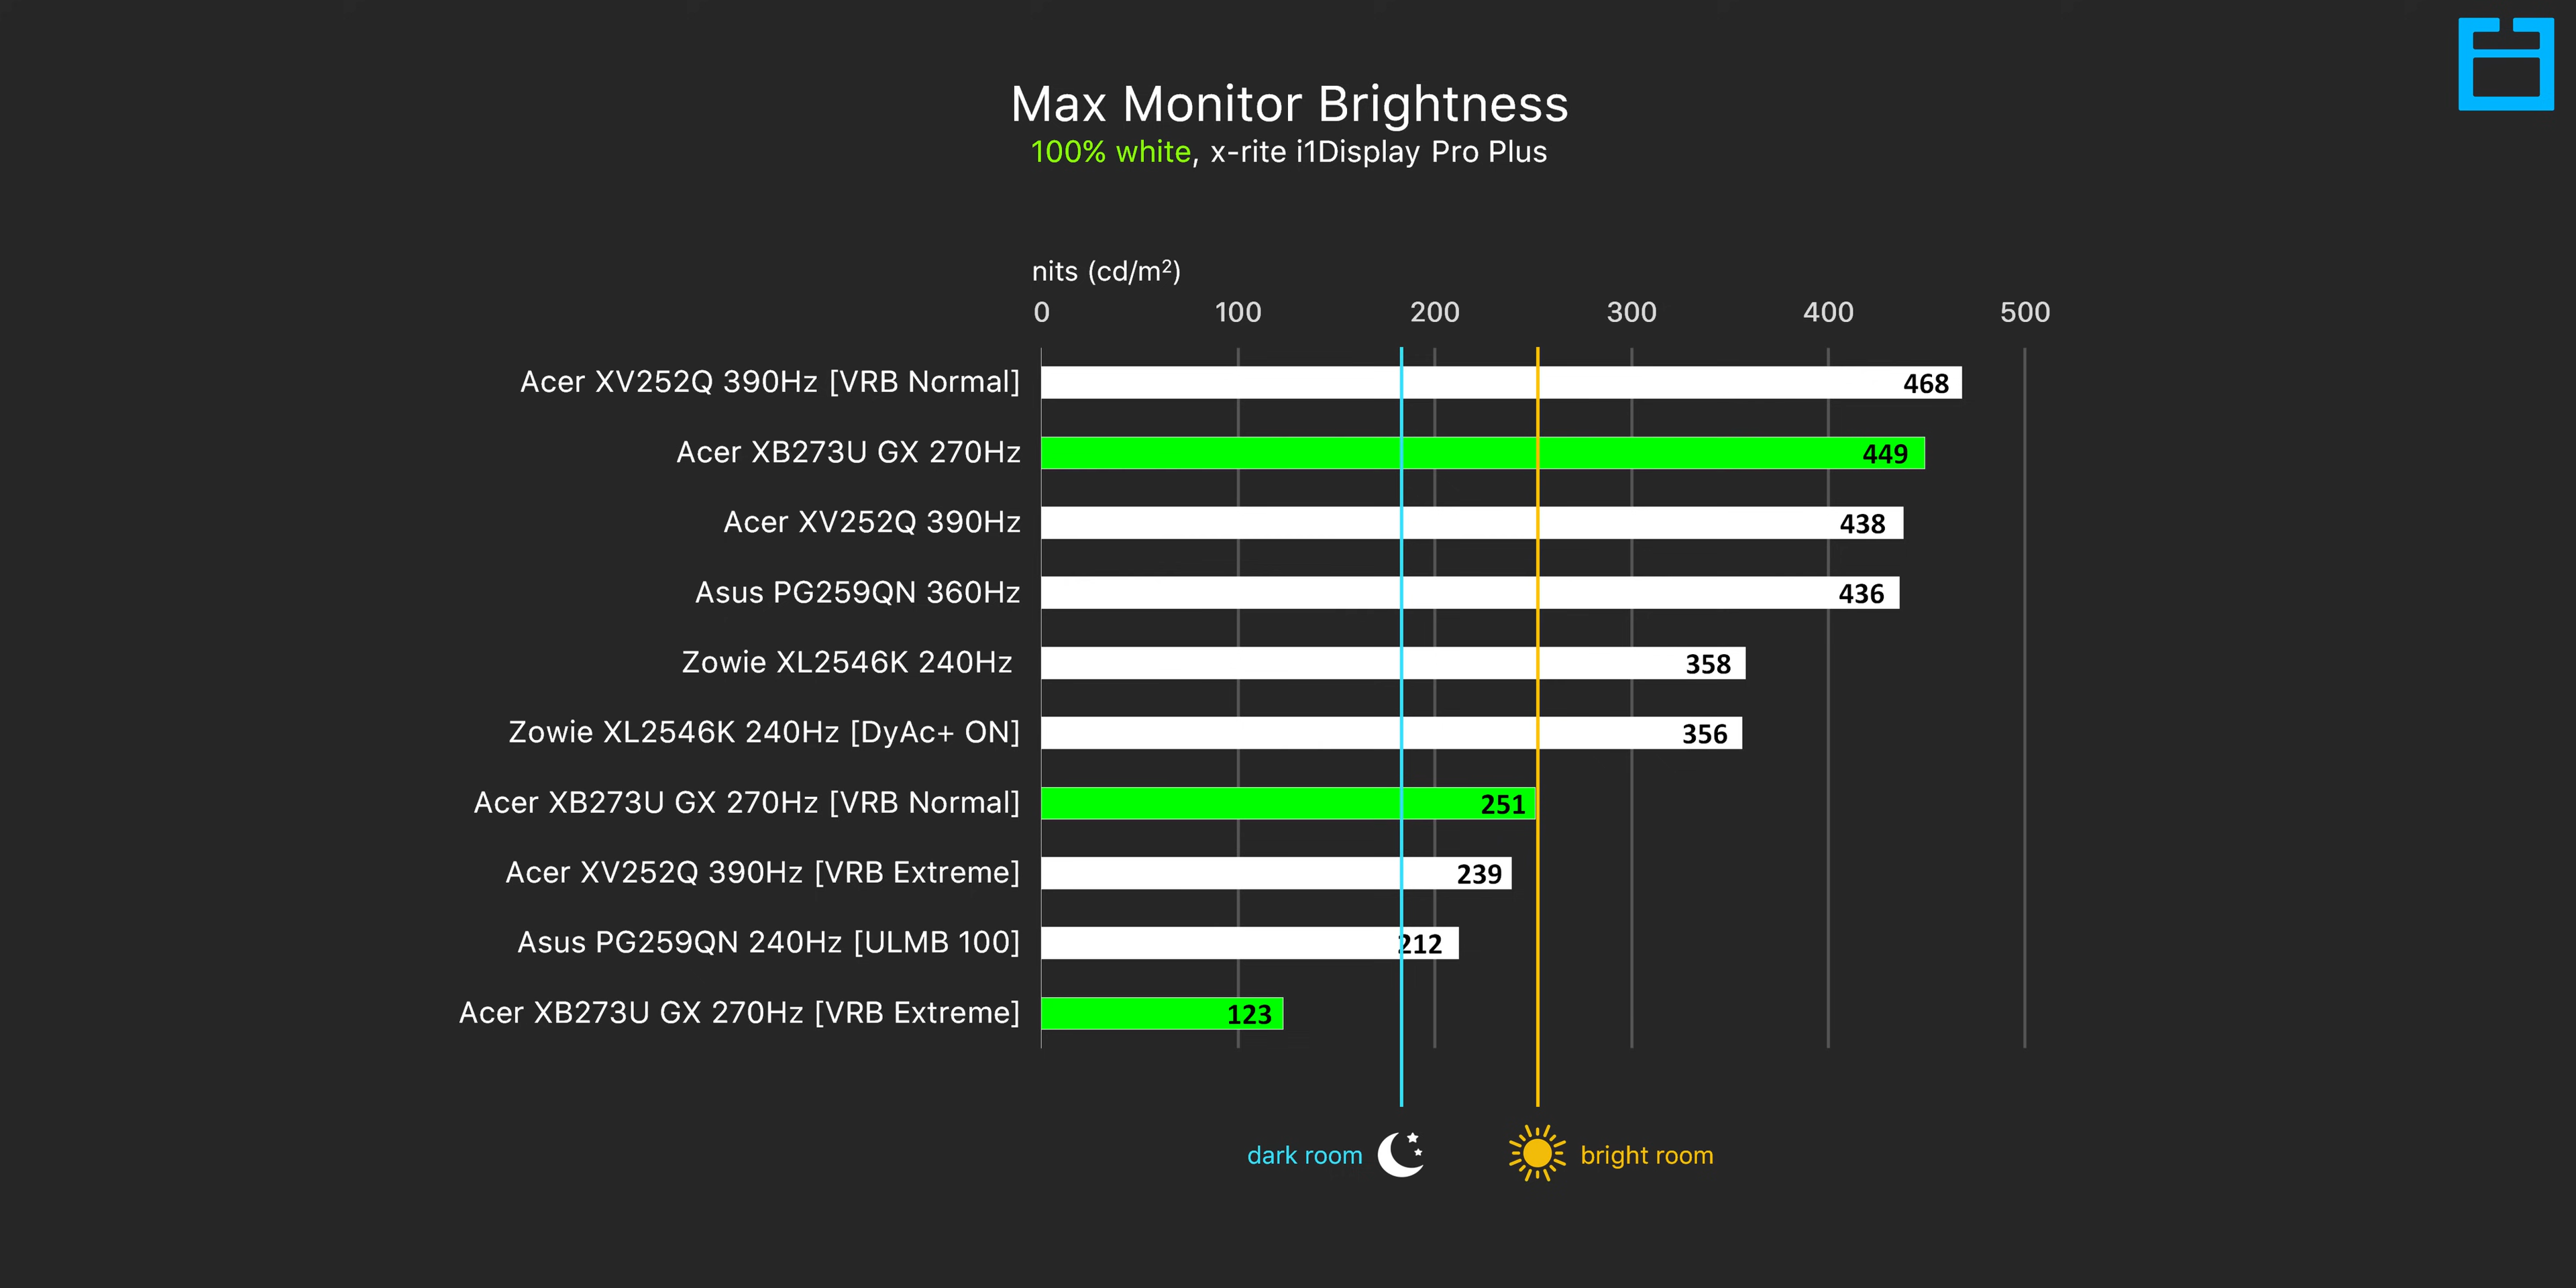 Max Monitor Brightness
100% white, x-rite i1Display Pro Plus
nits (cd/m²)
0 100 200 300 400 500
Acer XV252Q 390Hz [VRB Normal] 468
Acer XB273U GX 270Hz 449
Acer XV252Q 390Hz 438
Asus PG259QN 360Hz 436
Zowie XL2546K 240Hz 358
Zowie XL2546K 240Hz [DyAc+ ON] 356
Acer XB273U GX 270Hz [VRB Normal] 251
Acer XV252Q 390Hz [VRB Extreme] 239
Asus PG259QN 240Hz [ULMB 100] 212
Acer XB273U GX 270Hz [VRB Extreme] 123
dark room bright room